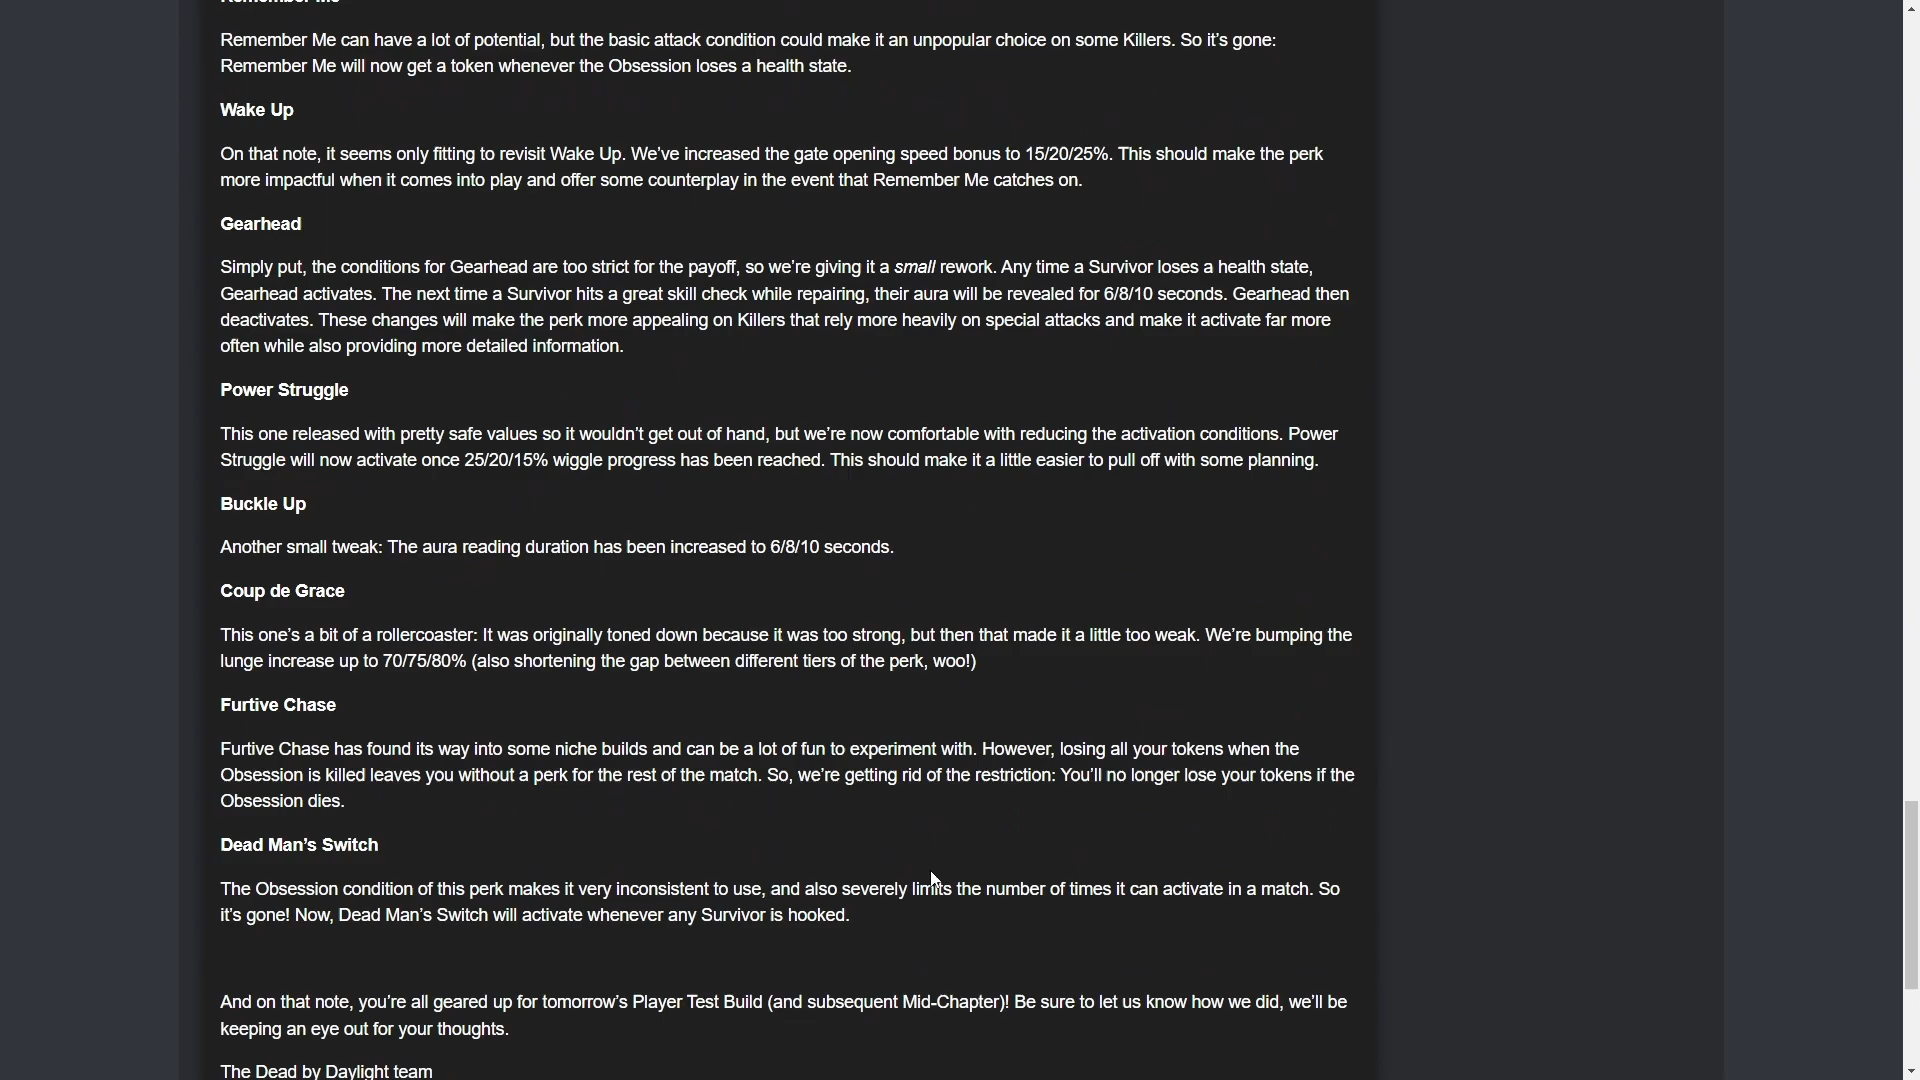 Remember Me
Remember Me can have a lot of potential, but the basic attack condition could make it an unpopular choice on some Killers. So it's gone:
Remember Me will now get a token whenever the Obsession loses a health state.
Wake Up
On that note, it seems only fitting to revisit Wake Up. We've increased the gate opening speed bonus to 15/20/25%. This should make the perk
more impactful when it comes into play and offer some counterplay in the event that Remember Me catches on.
Gearhead
Simply put, the conditions for Gearhead are too strict for the payoff, so we're giving it a small rework. Any time a Survivor loses a health state,
Gearhead activates. The next time a Survivor hits a great skill check while repairing, their aura will be revealed for 6/8/10 seconds. Gearhead then
deactivates. These changes will make the perk more appealing on Killers that rely more heavily on special attacks and make it activate far more
often while also providing more detailed information.
Power Struggle
This one released with pretty safe values so it wouldn't get out of hand, but we're now comfortable with reducing the activation conditions. Power
Struggle will now activate once 25/20/15% wiggle progress has been reached. This should make it a little easier to pull off with some planning.
Buckle Up
Another small tweak: The aura reading duration has been increased to 6/8/10 seconds.
Coup de Grace
This one's a bit of a rollercoaster: It was originally toned down because it was too strong, but then that made it a little too weak. We're bumping the
lunge increase up to 70/75/80% (also shortening the gap between different tiers of the perk, woo!)
Furtive Chase
Furtive Chase has found its way into some niche builds and can be a lot of fun to experiment with. However, losing all your tokens when the
Obsession is killed leaves you without a perk for the rest of the match. So, we're getting rid of the restriction: You'll no longer lose your tokens if the
Obsession dies.
Dead Man's Switch
The Obsession condition of this perk makes it very inconsistent to use, and also severely limits the number of times it can activate in a match. So
it's gone! Now, Dead Man's Switch will activate whenever any Survivor is hooked.
And on that note, you're all geared up for tomorrow's Player Test Build (and subsequent Mid-Chapter)! Be sure to let us know how we did, we'll be
keeping an eye out for your thoughts.
The Dead by Daylight team